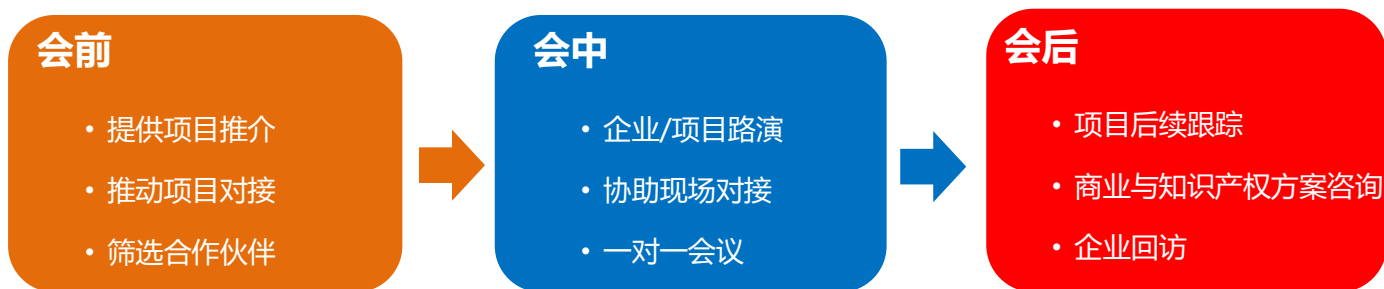 会前
• 提供项目推介
• 推动项目对接
• 筛选合作伙伴
会中
• 企业/项目路演
• 协助现场对接
• 一对一会议
会后
• 项目后续跟踪
• 商业与知识产权方案咨询
• 企业回访